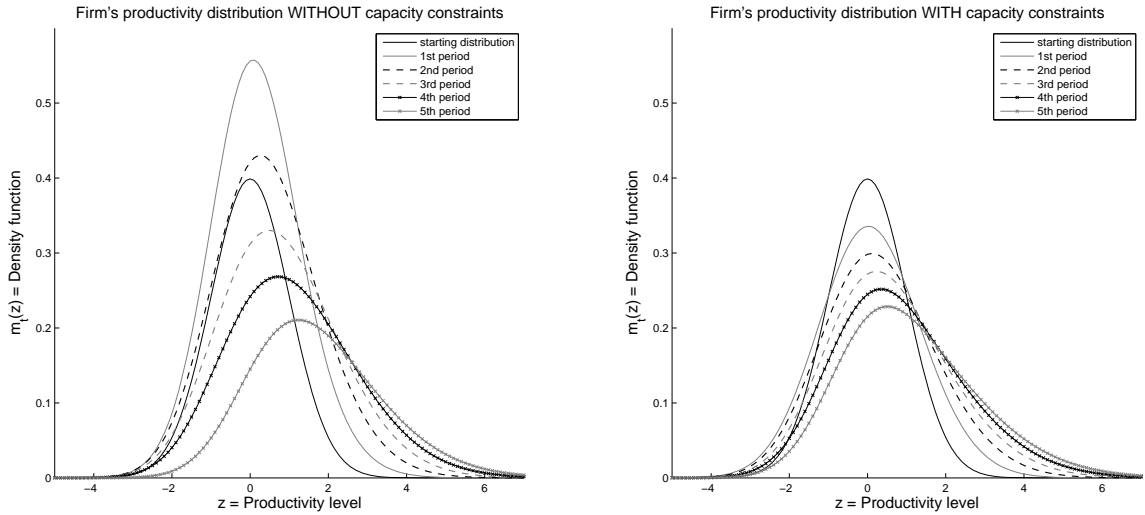 Firm's productivity distribution WITHOUT capacity constraints
starting distribution
1st period
2nd period
3rd period
4th period
5th period
0.5
0.4
0.3
0.2
0.1
0
m_t(z) = Density function
−4 −2 0 2 4 6
z = Productivity level
Firm's productivity distribution WITH capacity constraints
starting distribution
1st period
2nd period
3rd period
4th period
5th period
0.5
0.4
0.3
0.2
0.1
0
m_t(z) = Density function
−4 −2 0 2 4 6
z = Productivity level